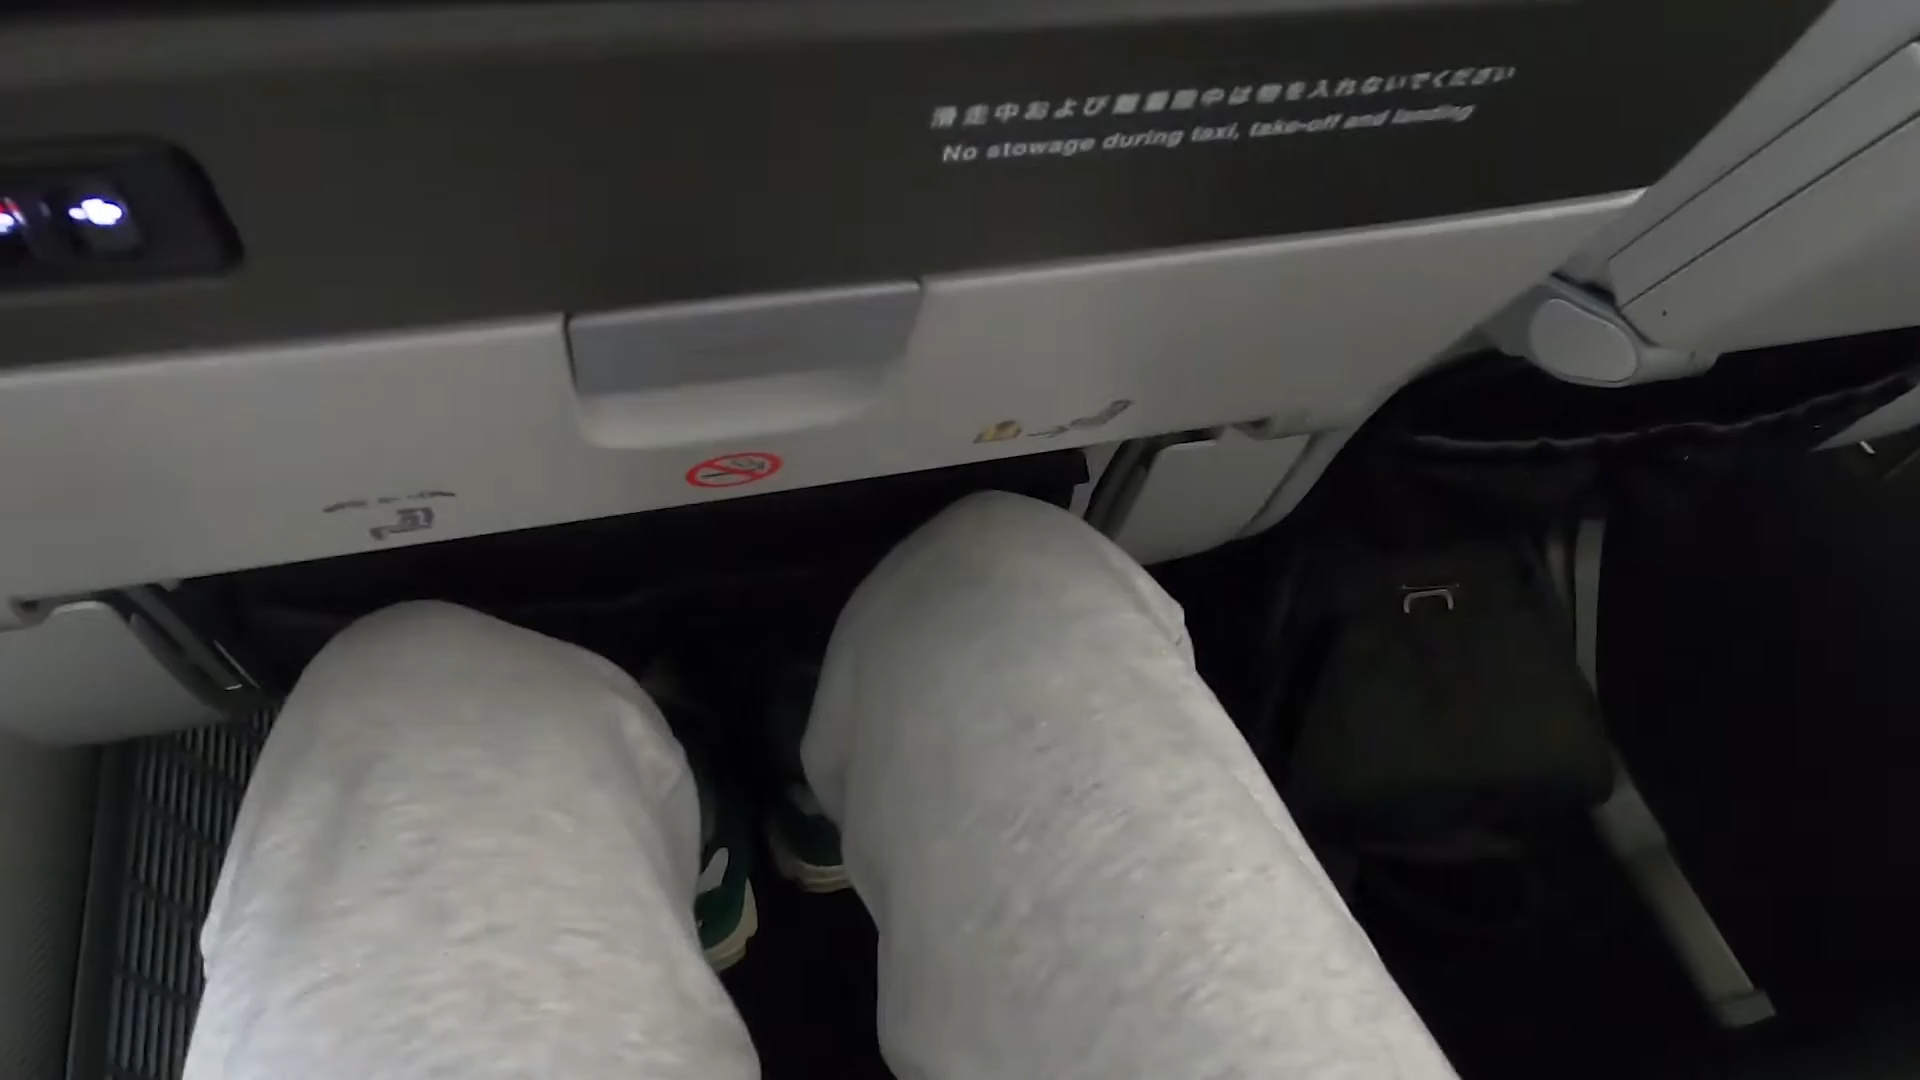 滑走中および離着陸中は物を入れないでください
No stowage during taxi, take-off and landing